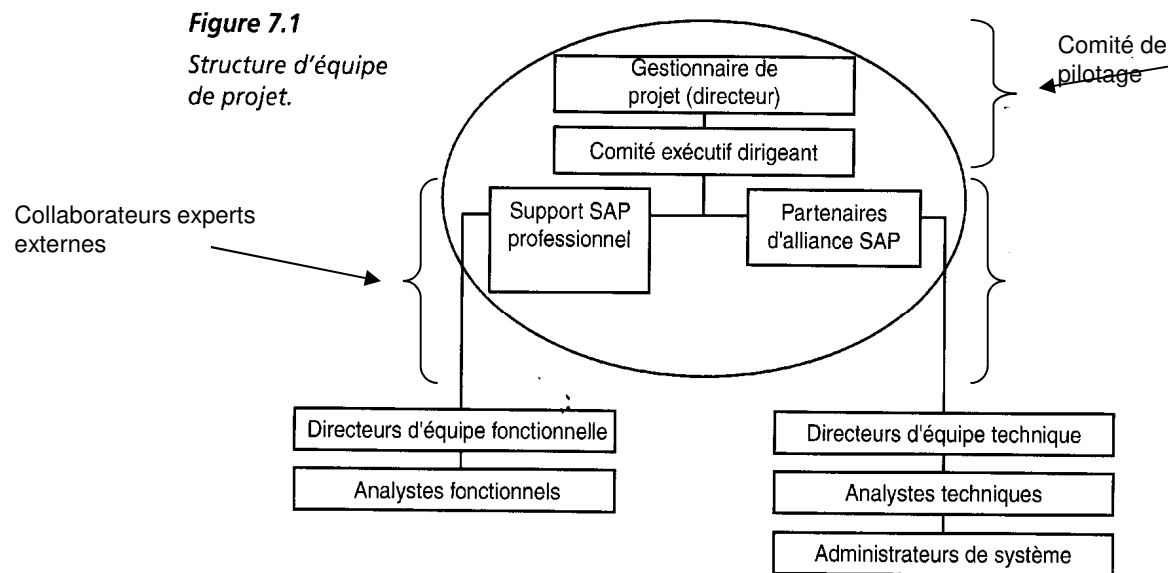 Figure 7.1
Structure d'équipe
de projet.
Comité de
pilotage
Gestionnaire de
projet (directeur)
Comité exécutif dirigeant
Collaborateurs experts
externes
Support SAP
professionnel
Partenaires
d'alliance SAP
Directeurs d'équipe fonctionnelle
Analystes fonctionnels
Directeurs d'équipe technique
Analystes techniques
Administrateurs de système